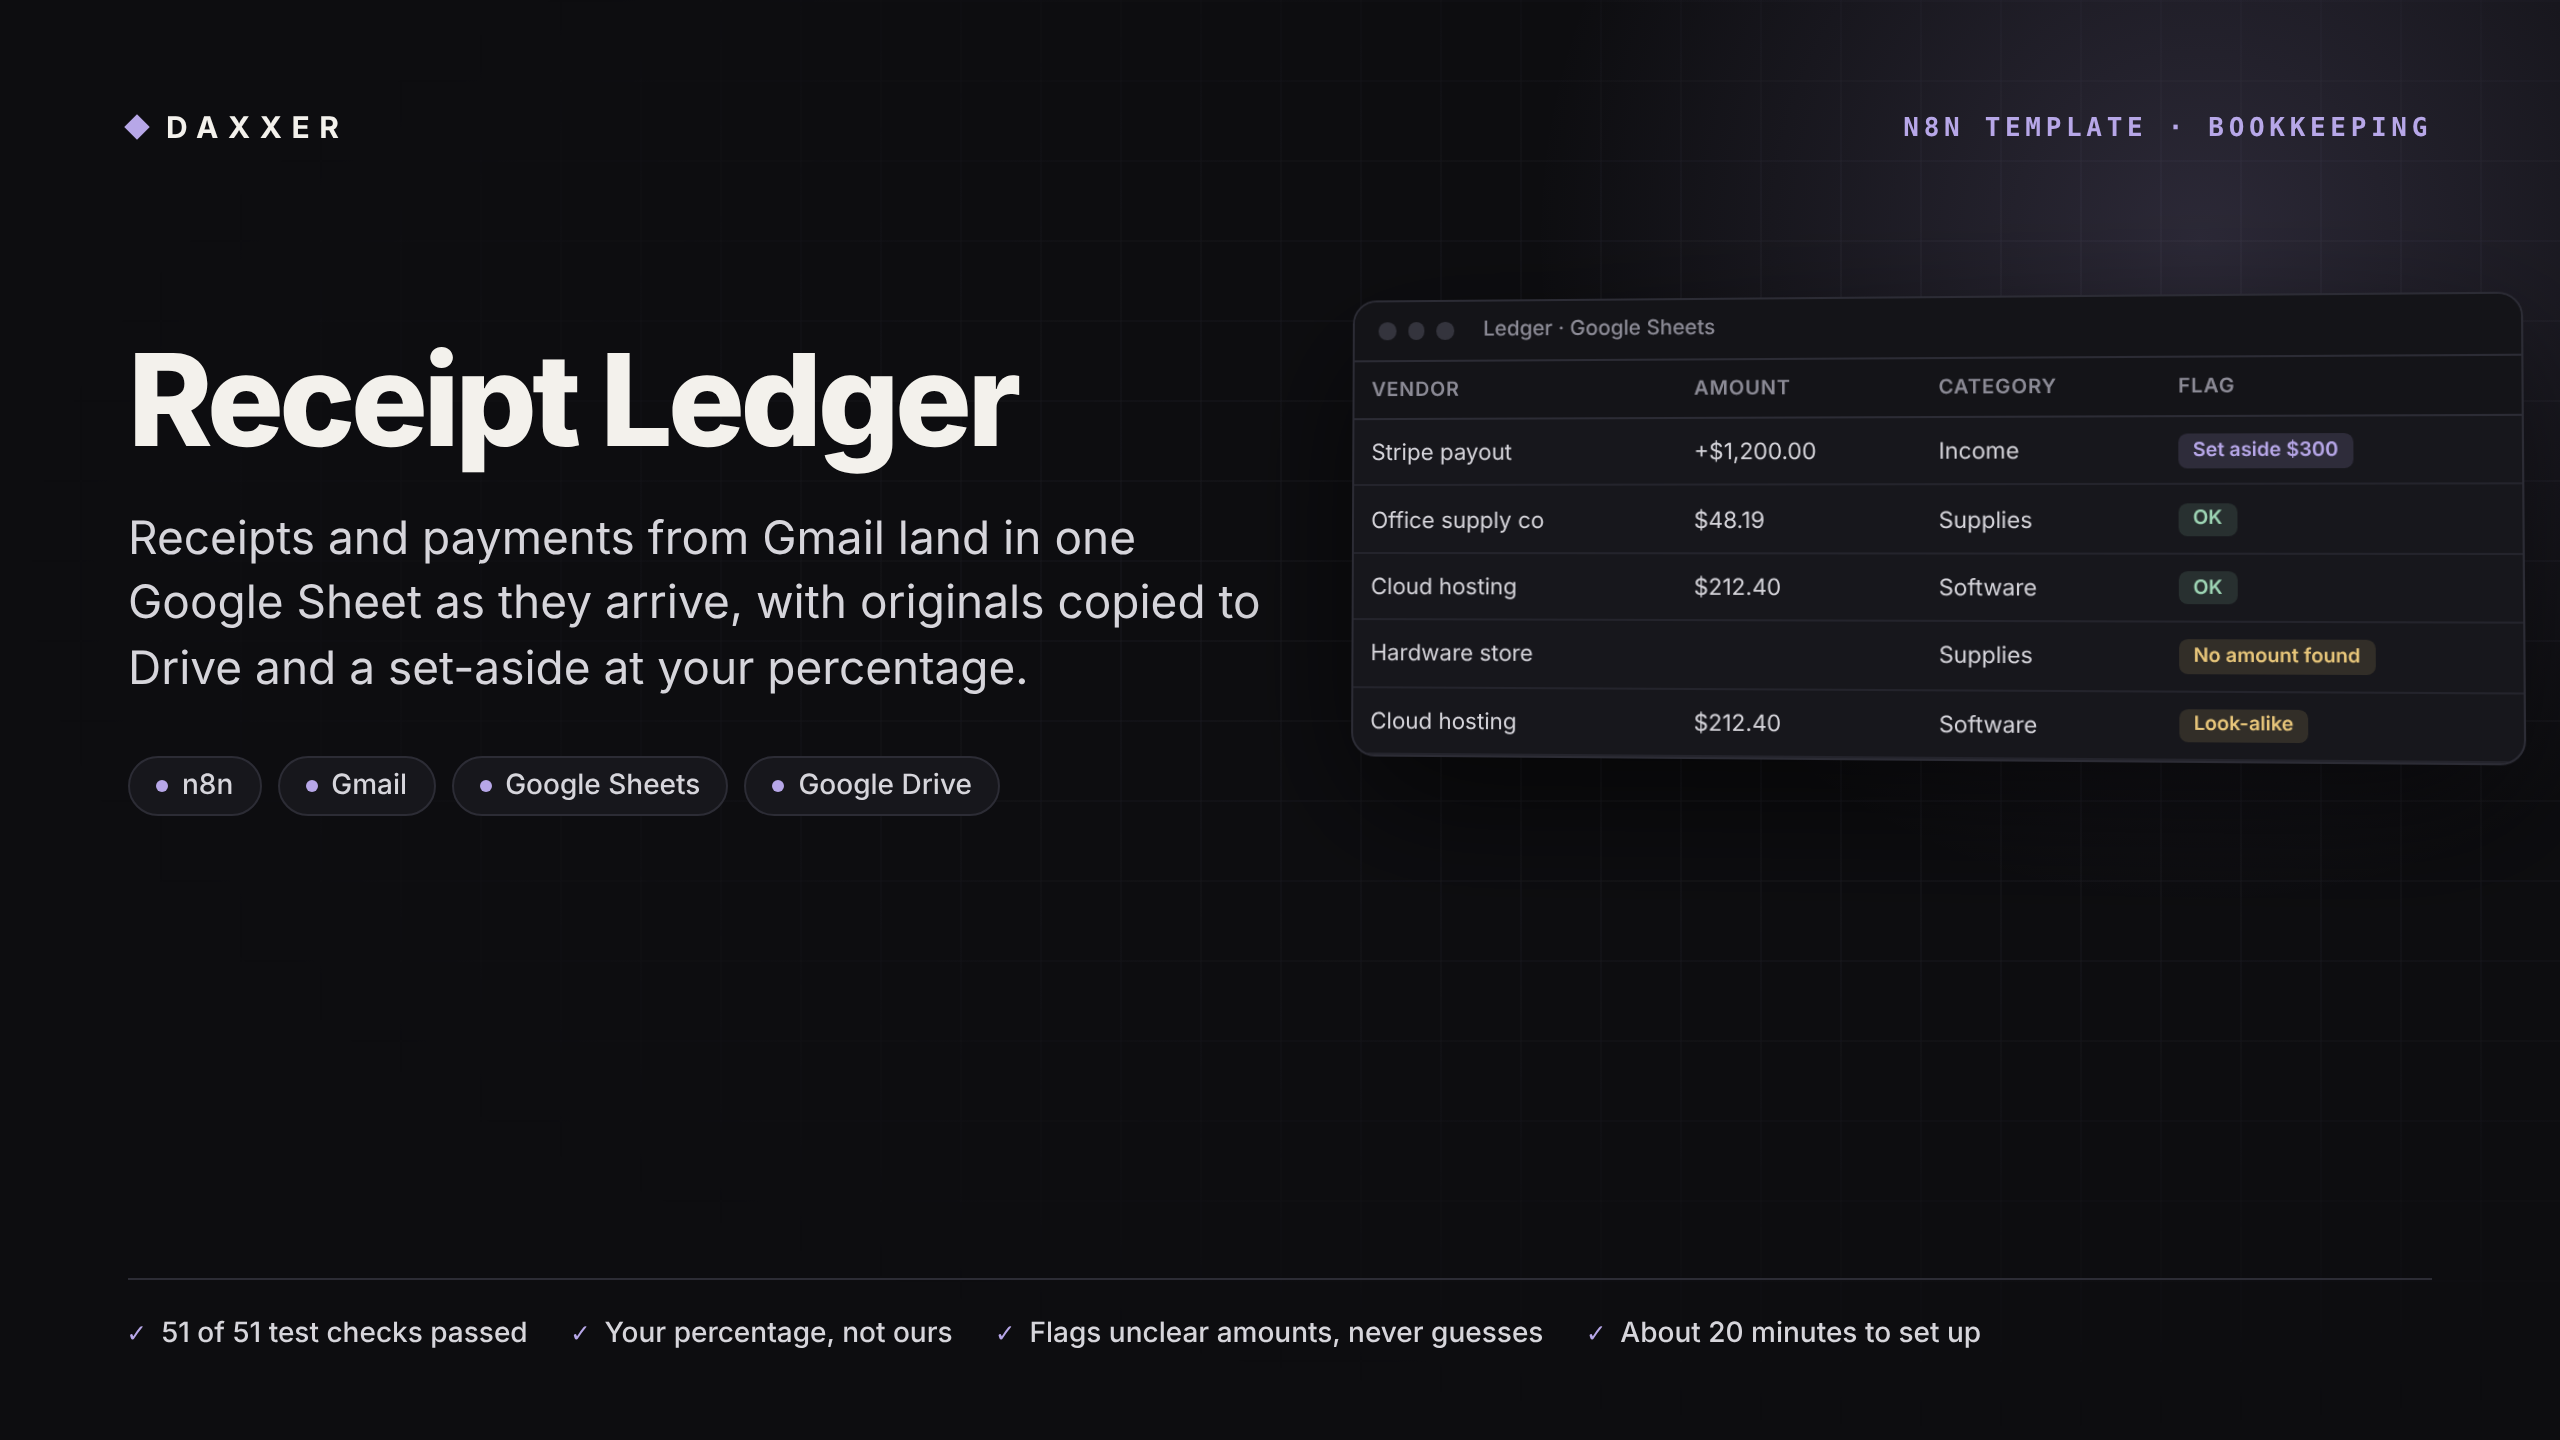 DAXXER
N8N TEMPLATE · BOOKKEEPING
Receipt Ledger
Receipts and payments from Gmail land in one
Google Sheet as they arrive, with originals copied to
Drive and a set-aside at your percentage.
n8n Gmail Google Sheets Google Drive
Ledger · Google Sheets
VENDOR AMOUNT CATEGORY FLAG
Stripe payout +$1,200.00 Income Set aside $300
Office supply co $48.19 Supplies OK
Cloud hosting $212.40 Software OK
Hardware store Supplies No amount found
Cloud hosting $212.40 Software Look-alike
✓ 51 of 51 test checks passed ✓ Your percentage, not ours ✓ Flags unclear amounts, never guesses ✓ About 20 minutes to set up